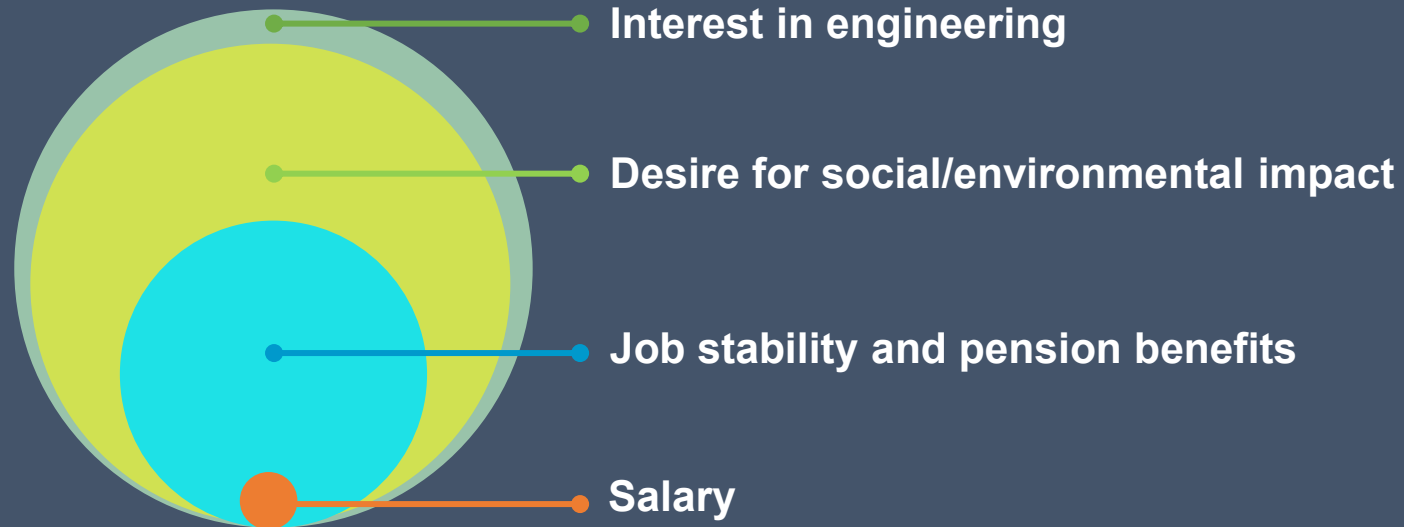 Interest in engineering
Desire for social/environmental impact
Job stability and pension benefits
Salary